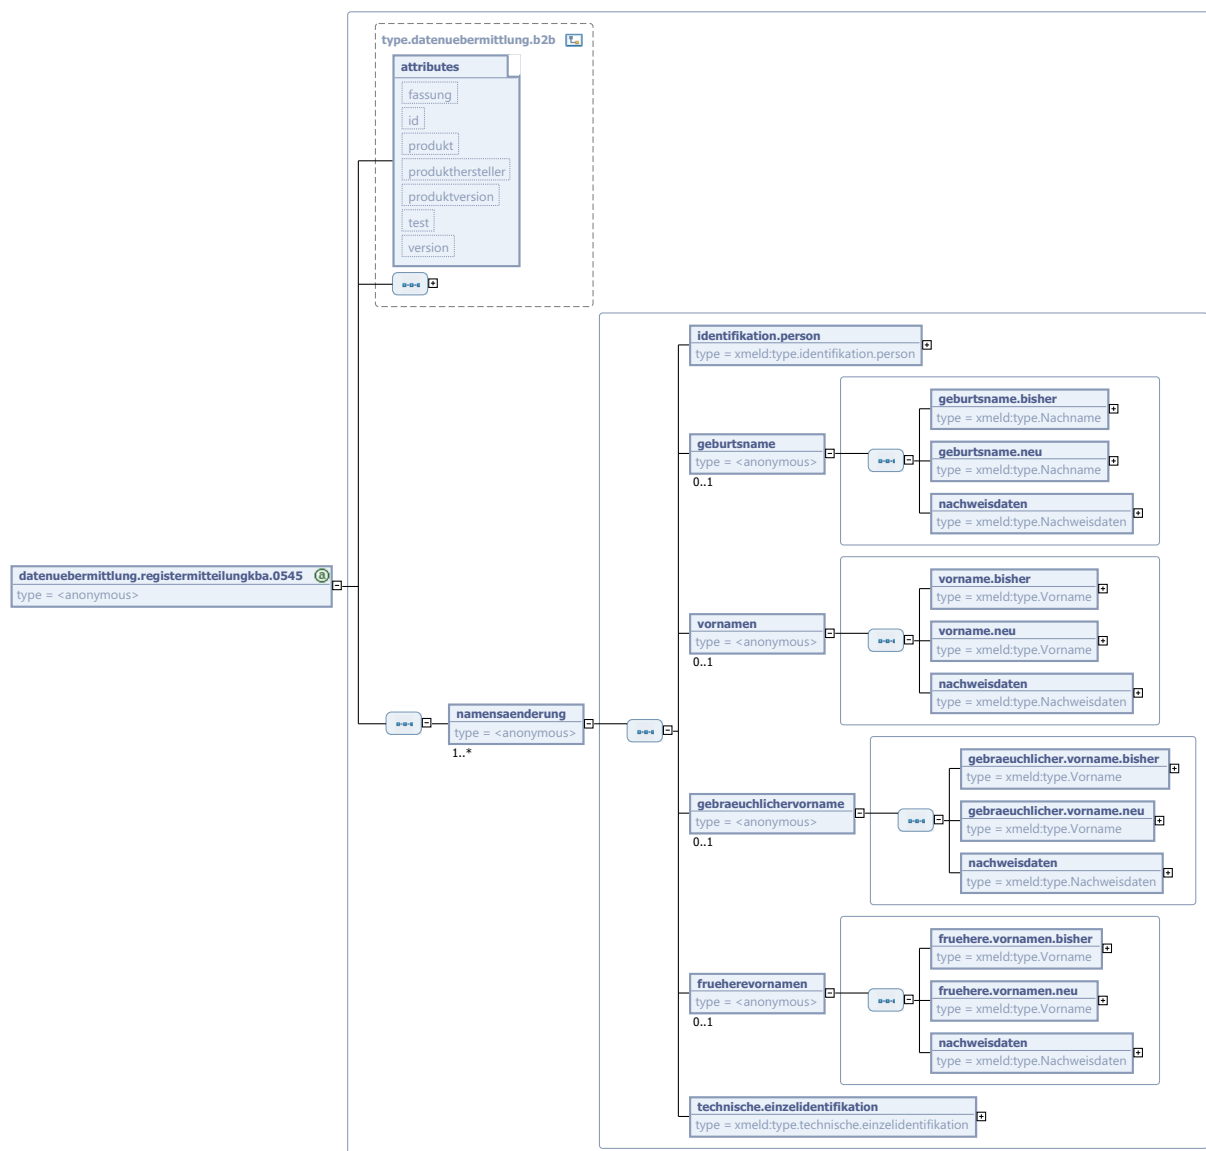 type.datenuebermittlung.b2b
attributes
fassung
id
produkt
produkthersteller
produktversion
test
version
identifikation.person
type = xmeld:type.identifikation.person
geburtsname
type = <anonymous>
0..1
geburtsname.bisher
type = xmeld:type.Nachname
geburtsname.neu
type = xmeld:type.Nachname
nachweisdaten
type = xmeld:type.Nachweisdaten
datenuebermittlung.registermitteilungkba.0545 a
type = <anonymous>
vornamen
type = <anonymous>
0..1
vorname.bisher
type = xmeld:type.Vorname
vorname.neu
type = xmeld:type.Vorname
nachweisdaten
type = xmeld:type.Nachweisdaten
namensaenderung
type = <anonymous>
1..*
gebraeuchlichervorname
type = <anonymous>
0..1
gebraeuchlicher.vorname.bisher
type = xmeld:type.Vorname
gebraeuchlicher.vorname.neu
type = xmeld:type.Vorname
nachweisdaten
type = xmeld:type.Nachweisdaten
frueherevornamen
type = <anonymous>
0..1
fruehere.vornamen.bisher
type = xmeld:type.Vorname
fruehere.vornamen.neu
type = xmeld:type.Vorname
nachweisdaten
type = xmeld:type.Nachweisdaten
technische.einzelidentifikation
type = xmeld:type.technische.einzelidentifikation